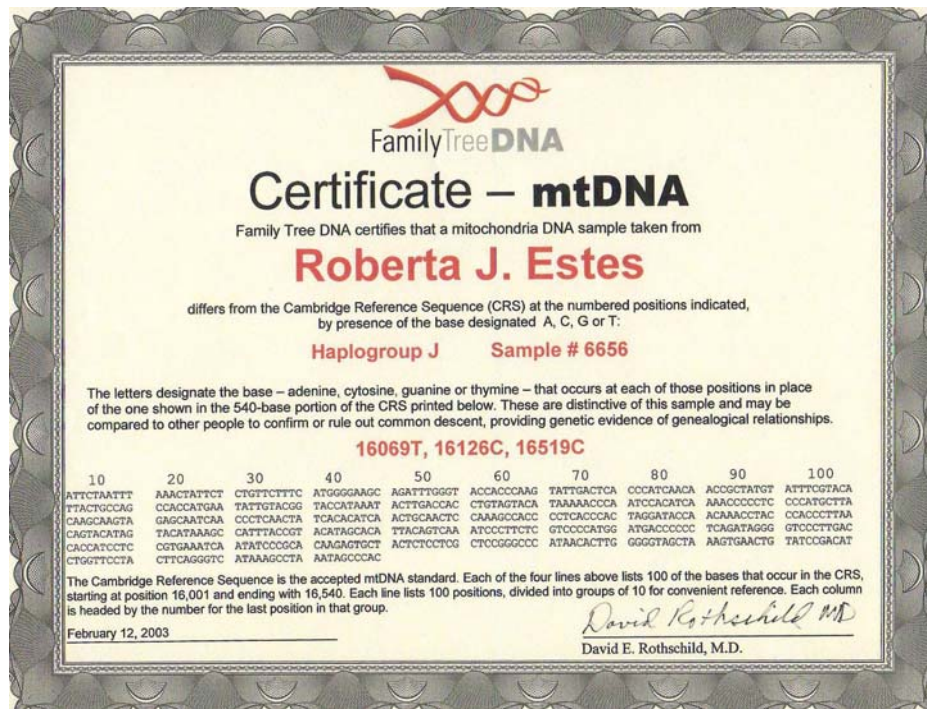 FamilyTreeDNA
Certificate – mtDNA
Family Tree DNA certifies that a mitochondria DNA sample taken from
Roberta J. Estes
differs from the Cambridge Reference Sequence (CRS) at the numbered positions indicated,
by presence of the base designated A, C, G or T:
Haplogroup J Sample # 6656
The letters designate the base – adenine, cytosine, guanine or thymine – that occurs at each of those positions in place
of the one shown in the 540-base portion of the CRS printed below. These are distinctive of this sample and may be
compared to other people to confirm or rule out common descent, providing genetic evidence of genealogical relationships.
16069T, 16126C, 16519C
10 20 30 40 50 60 70 80 90 100
ATTCTAATTT AAACTATTCT CTGTTCTTTC ATGGGGAAGC AGATTTGGGT ACCACCCAAG TATTGACTCA CCCATCAACA ACCGCTATGT ATTTCGTACA
TTACTGCCAG CCACCATGAA TATTGTACGG TACCATAAAT ACTTGACCAC CTGTAGTACA TAAAAACCCA ATCCACATCA AAACCCCCTC CCCATGCTTA
CAAGCAAGTA GAGCAATCAA CCCTCAACTA TCACACATCA ACTGCAACTC CAAAGCCACC CCTCACCCAC TAGGATACCA ACAAACCTAC CCACCCTTAA
CAGTACATAG TACATAAAGC CATTTACCGT ACATAGCACA TTACAGTCAA ATCCCTTCTC GTCCCCATGG ATGACCCCCC TCAGATAGGG GTCCCTTGAC
CACCATCCTC CGTGAAATCA ATATCCCGCA CAAGAGTGCT ACTCTCCTCG CTCCGGGCCC ATAACACTTG GGGGTAGCTA AAGTGAACTG TATCCGACAT
CTGGTTCCTA CTTCAGGGTC ATAAAGCCTA AATAGCCCAC
The Cambridge Reference Sequence is the accepted mtDNA standard. Each of the four lines above lists 100 of the bases that occur in the CRS,
starting at position 16,001 and ending with 16,540. Each line lists 100 positions, divided into groups of 10 for convenient reference. Each column
is headed by the number for the last position in that group.
David Rothschild MD
February 12, 2003
David E. Rothschild, M.D.